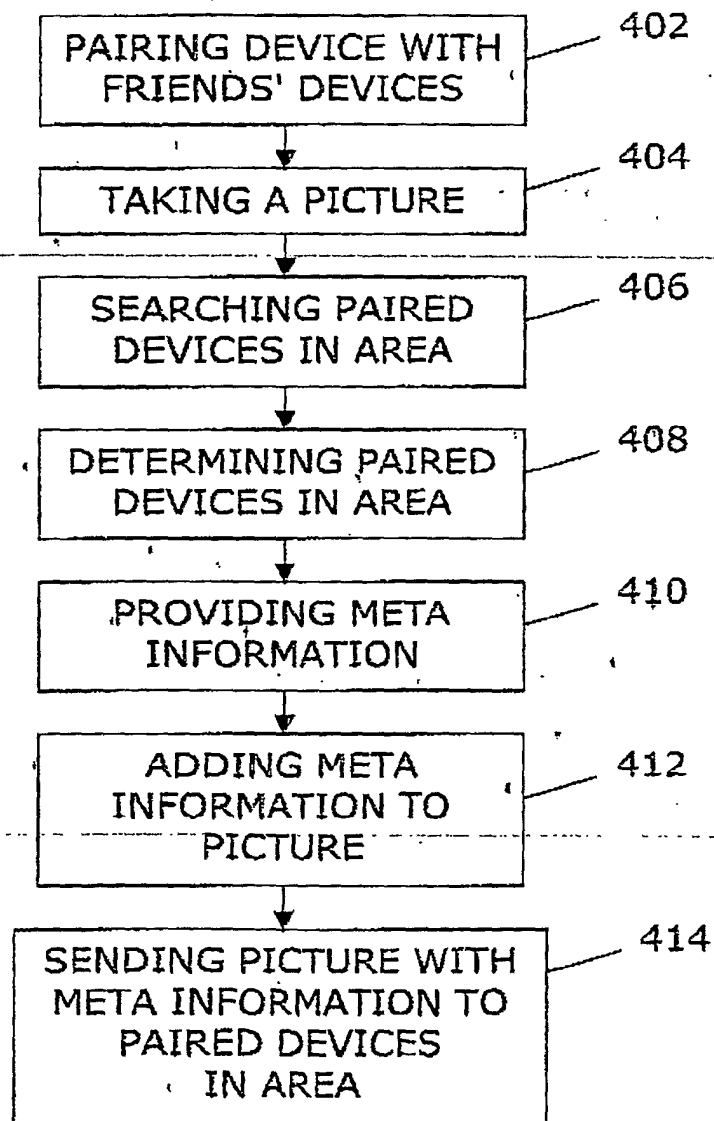 402
PAIRING DEVICE WITH
FRIENDS' DEVICES
404
TAKING A PICTURE
406
SEARCHING PAIRED
DEVICES IN AREA
408
DETERMINING PAIRED
DEVICES IN AREA
410
PROVIDING META
INFORMATION
412
ADDING META
INFORMATION TO
PICTURE
414
SENDING PICTURE WITH
META INFORMATION TO
PAIRED DEVICES
IN AREA